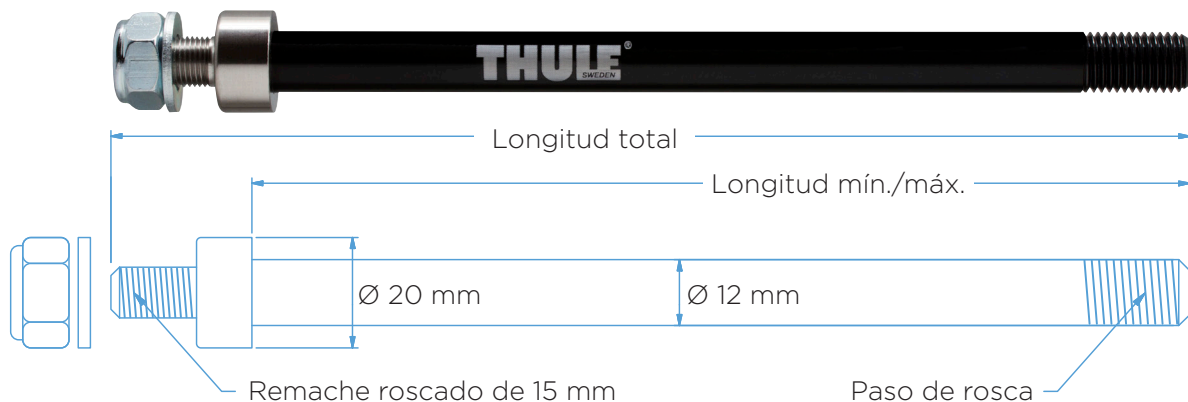 THULE®
SWEDEN
Longitud total
Longitud mín./máx.
Ø 20 mm
Ø 12 mm
Remache roscado de 15 mm
Paso de rosca